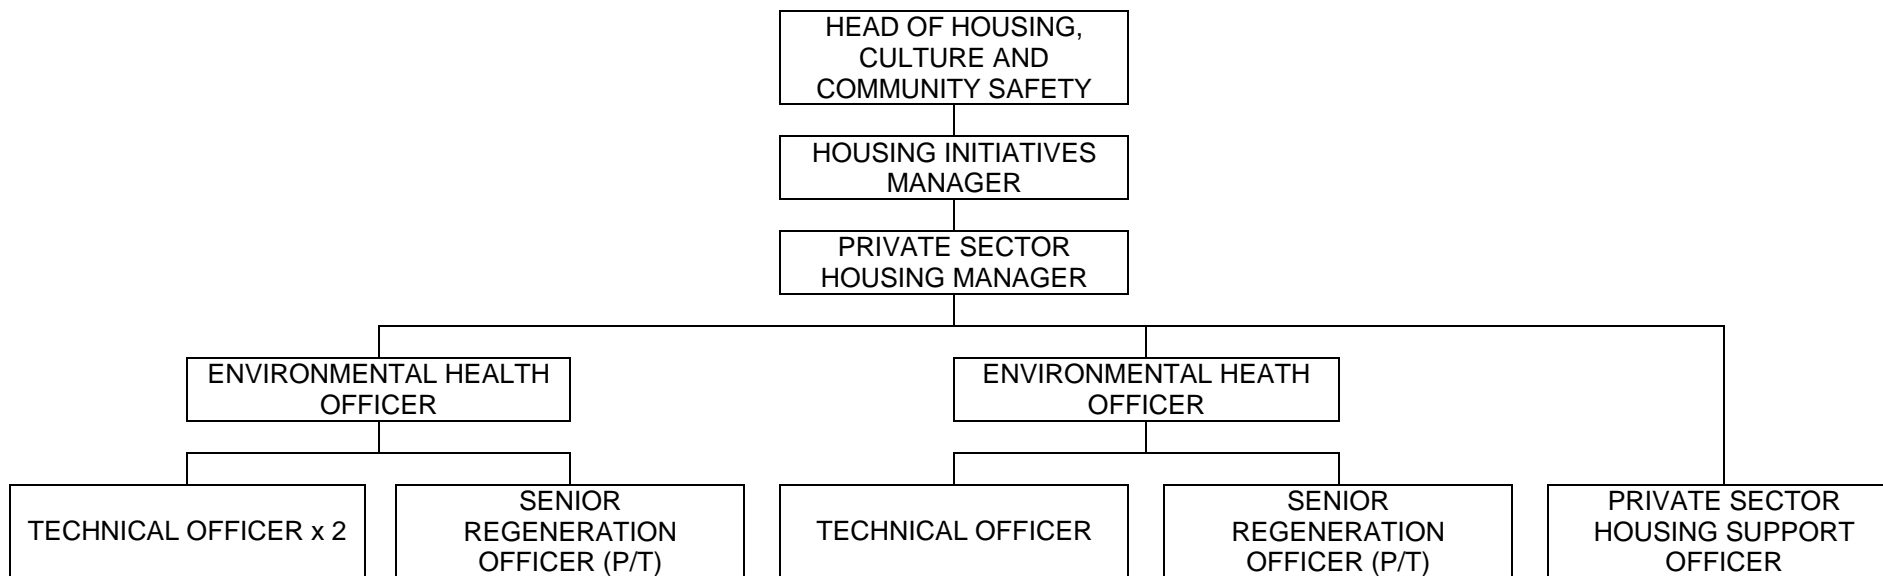 HEAD OF HOUSING,
CULTURE AND
COMMUNITY SAFETY
HOUSING INITIATIVES
MANAGER
PRIVATE SECTOR
HOUSING MANAGER
ENVIRONMENTAL HEALTH
OFFICER
ENVIRONMENTAL HEATH
OFFICER
TECHNICAL OFFICER x 2
SENIOR
REGENERATION
OFFICER (P/T)
TECHNICAL OFFICER
SENIOR
REGENERATION
OFFICER (P/T)
PRIVATE SECTOR
HOUSING SUPPORT
OFFICER